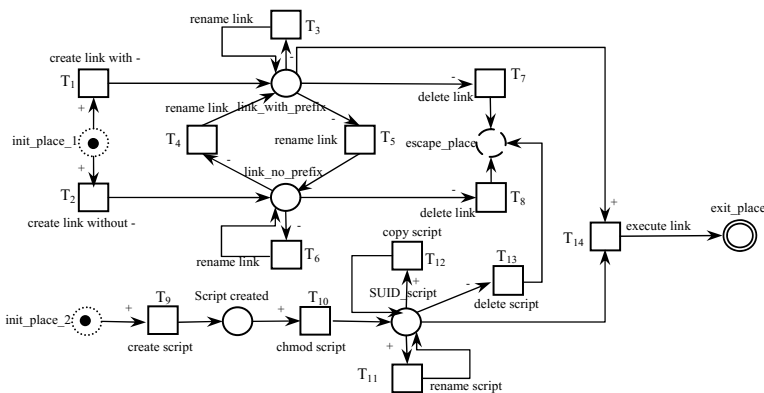 rename link
T3
create link with -
T1
T7
delete link
rename link
link_with_prefix
T4
rename link
T5
init_place_1
escape_place
link_no_prefix
T2
create link without -
T8
delete link
exit_place
T14
execute link
copy script
T12
T13
rename link
T6
SUID_script
delete script
T9
Script created
T10
init_place_2
create script
chmod script
T11
rename script
+
+
-
-
-
-
-
-
-
+
+
+
+
-
+